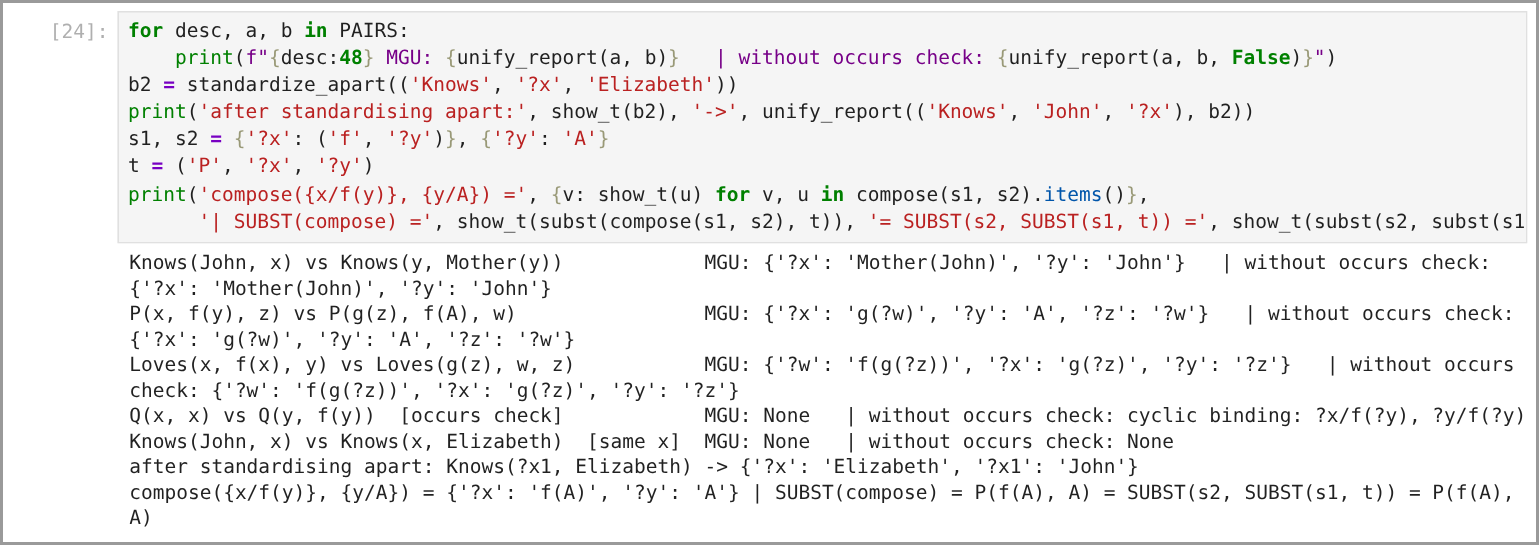 [24]: for desc, a, b in PAIRS:
    print(f"{desc:48} MGU: {unify_report(a, b)}   | without occurs check: {unify_report(a, b, False)}")
b2 = standardize_apart(('Knows', '?x', 'Elizabeth'))
print('after standardising apart:', show_t(b2), '->', unify_report(('Knows', 'John', '?x'), b2))
s1, s2 = {'?x': ('f', '?y')}, {'?y': 'A'}
t = ('P', '?x', '?y')
print('compose({x/f(y)}, {y/A}) =', {v: show_t(u) for v, u in compose(s1, s2).items()},
      '| SUBST(compose) =', show_t(subst(compose(s1, s2), t)), '= SUBST(s2, SUBST(s1, t)) =', show_t(subst(s2, subst(s1
Knows(John, x) vs Knows(y, Mother(y))            MGU: {'?x': 'Mother(John)', '?y': 'John'}   | without occurs check:
{'?x': 'Mother(John)', '?y': 'John'}
P(x, f(y), z) vs P(g(z), f(A), w)                MGU: {'?x': 'g(?w)', '?y': 'A', '?z': '?w'}   | without occurs check:
{'?x': 'g(?w)', '?y': 'A', '?z': '?w'}
Loves(x, f(x), y) vs Loves(g(z), w, z)           MGU: {'?w': 'f(g(?z))', '?x': 'g(?z)', '?y': '?z'}   | without occurs
check: {'?w': 'f(g(?z))', '?x': 'g(?z)', '?y': '?z'}
Q(x, x) vs Q(y, f(y))  [occurs check]            MGU: None   | without occurs check: cyclic binding: ?x/f(?y), ?y/f(?y)
Knows(John, x) vs Knows(x, Elizabeth)  [same x]  MGU: None   | without occurs check: None
after standardising apart: Knows(?x1, Elizabeth) -> {'?x': 'Elizabeth', '?x1': 'John'}
compose({x/f(y)}, {y/A}) = {'?x': 'f(A)', '?y': 'A'} | SUBST(compose) = P(f(A), A) = SUBST(s2, SUBST(s1, t)) = P(f(A),
A)